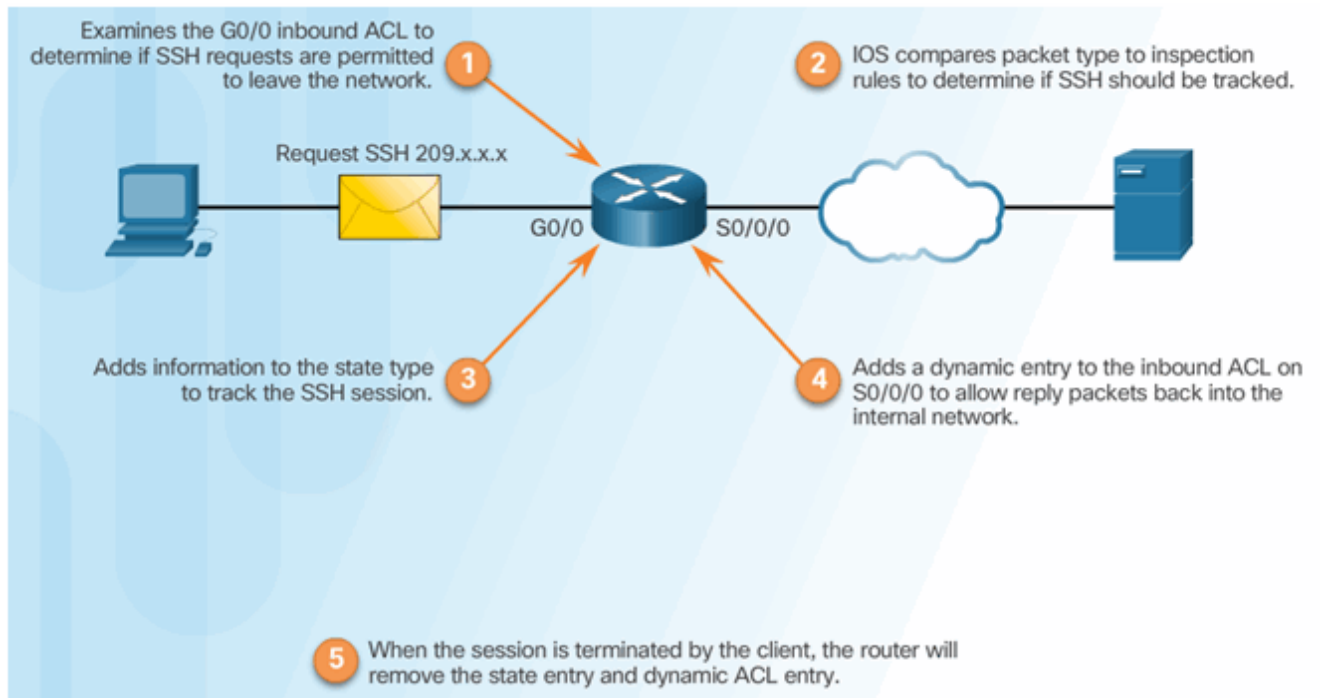 Examines the G0/0 inbound ACL to
determine if SSH requests are permitted
to leave the network.
1
2
IOS compares packet type to inspection
rules to determine if SSH should be tracked.
Request SSH 209.x.x.x
G0/0
S0/0/0
Adds information to the state type
to track the SSH session.
3
4
Adds a dynamic entry to the inbound ACL on
S0/0/0 to allow reply packets back into the
internal network.
5
When the session is terminated by the client, the router will
remove the state entry and dynamic ACL entry.